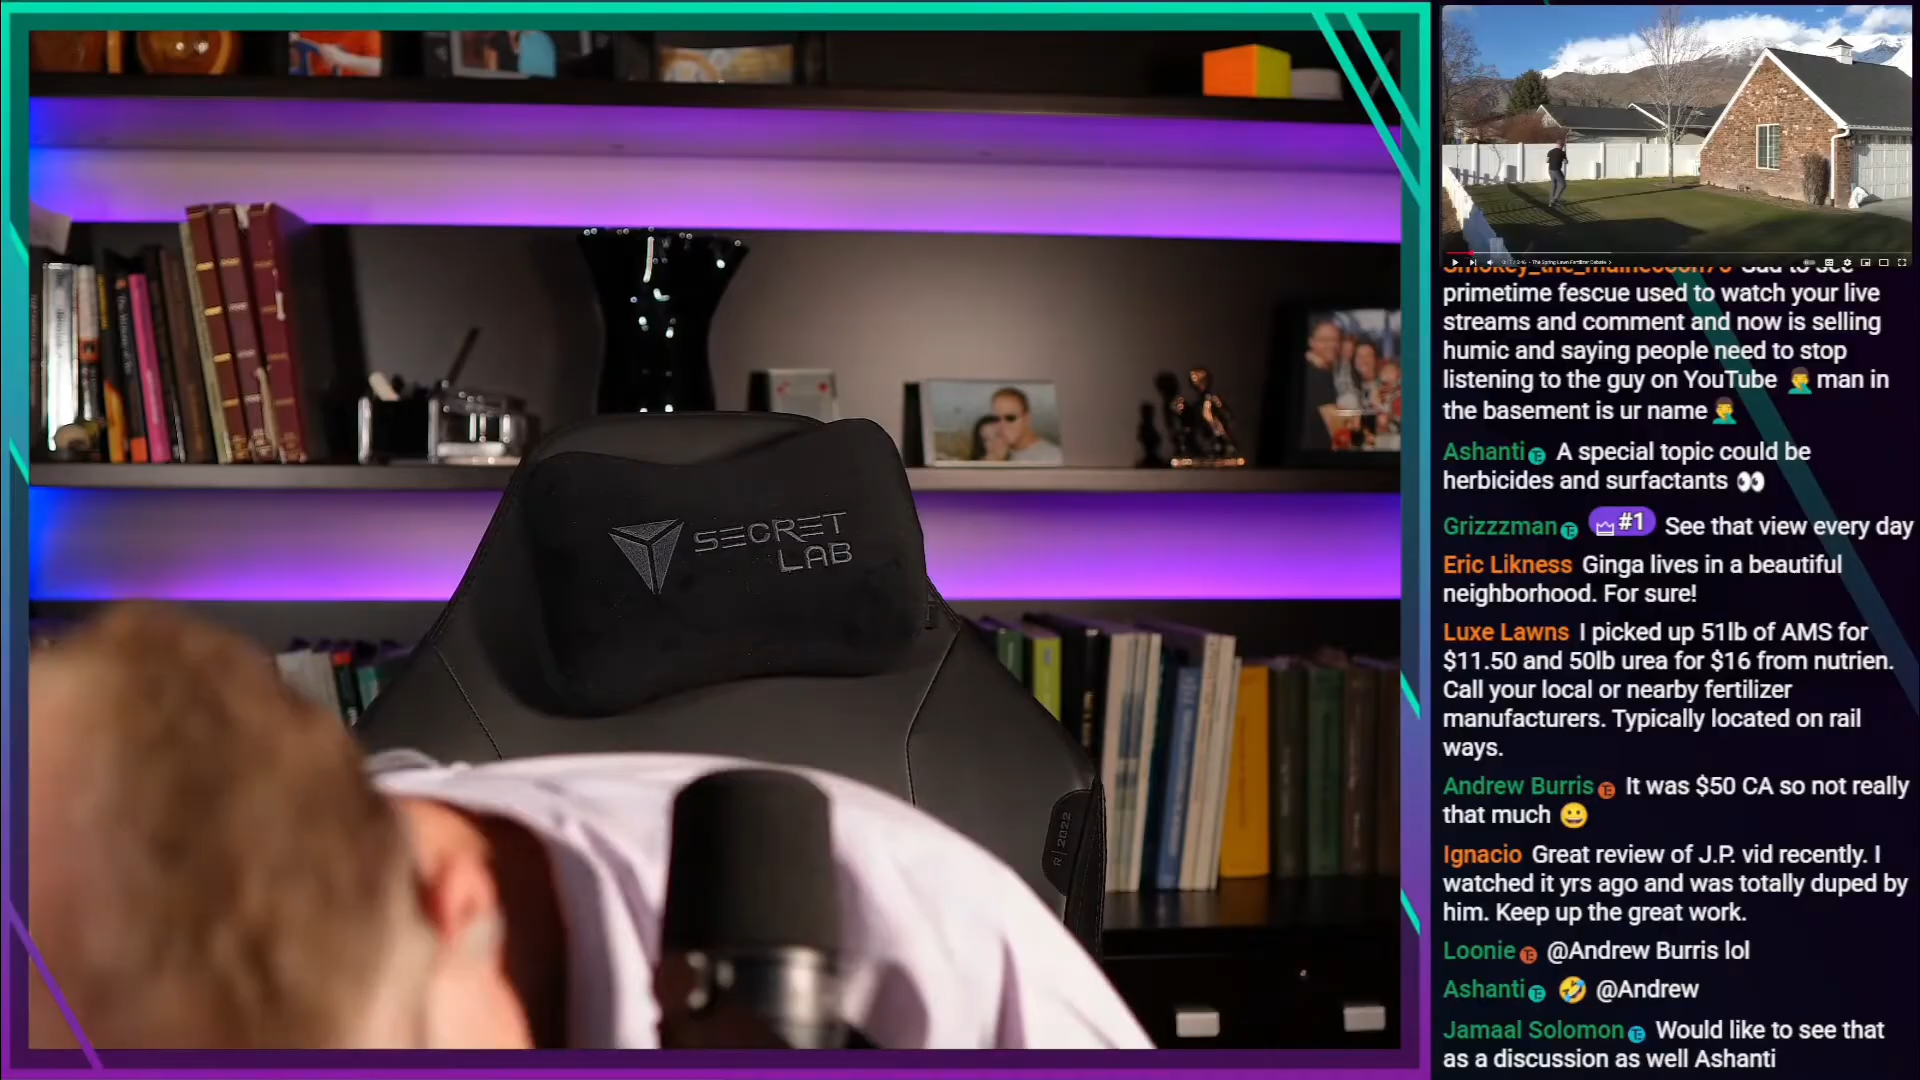 SECRET
LAB
R | 2022
The Spring Lawn Fertilizer Debate
primetime fescue used to watch your live
streams and comment and now is selling
humic and saying people need to stop
listening to the guy on YouTube 🤦‍♂️ man in
the basement is ur name 🤦‍♂️
Ashanti A special topic could be
herbicides and surfactants 👀
Grizzzman #1 See that view every day
Eric Likness Ginga lives in a beautiful
neighborhood. For sure!
Luxe Lawns I picked up 51lb of AMS for
$11.50 and 50lb urea for $16 from nutrien.
Call your local or nearby fertilizer
manufacturers. Typically located on rail
ways.
Andrew Burris It was $50 CA so not really
that much 😀
Ignacio Great review of J.P. vid recently. I
watched it yrs ago and was totally duped by
him. Keep up the great work.
Loonie @Andrew Burris lol
Ashanti 🤣 @Andrew
Jamaal Solomon Would like to see that
as a discussion as well Ashanti